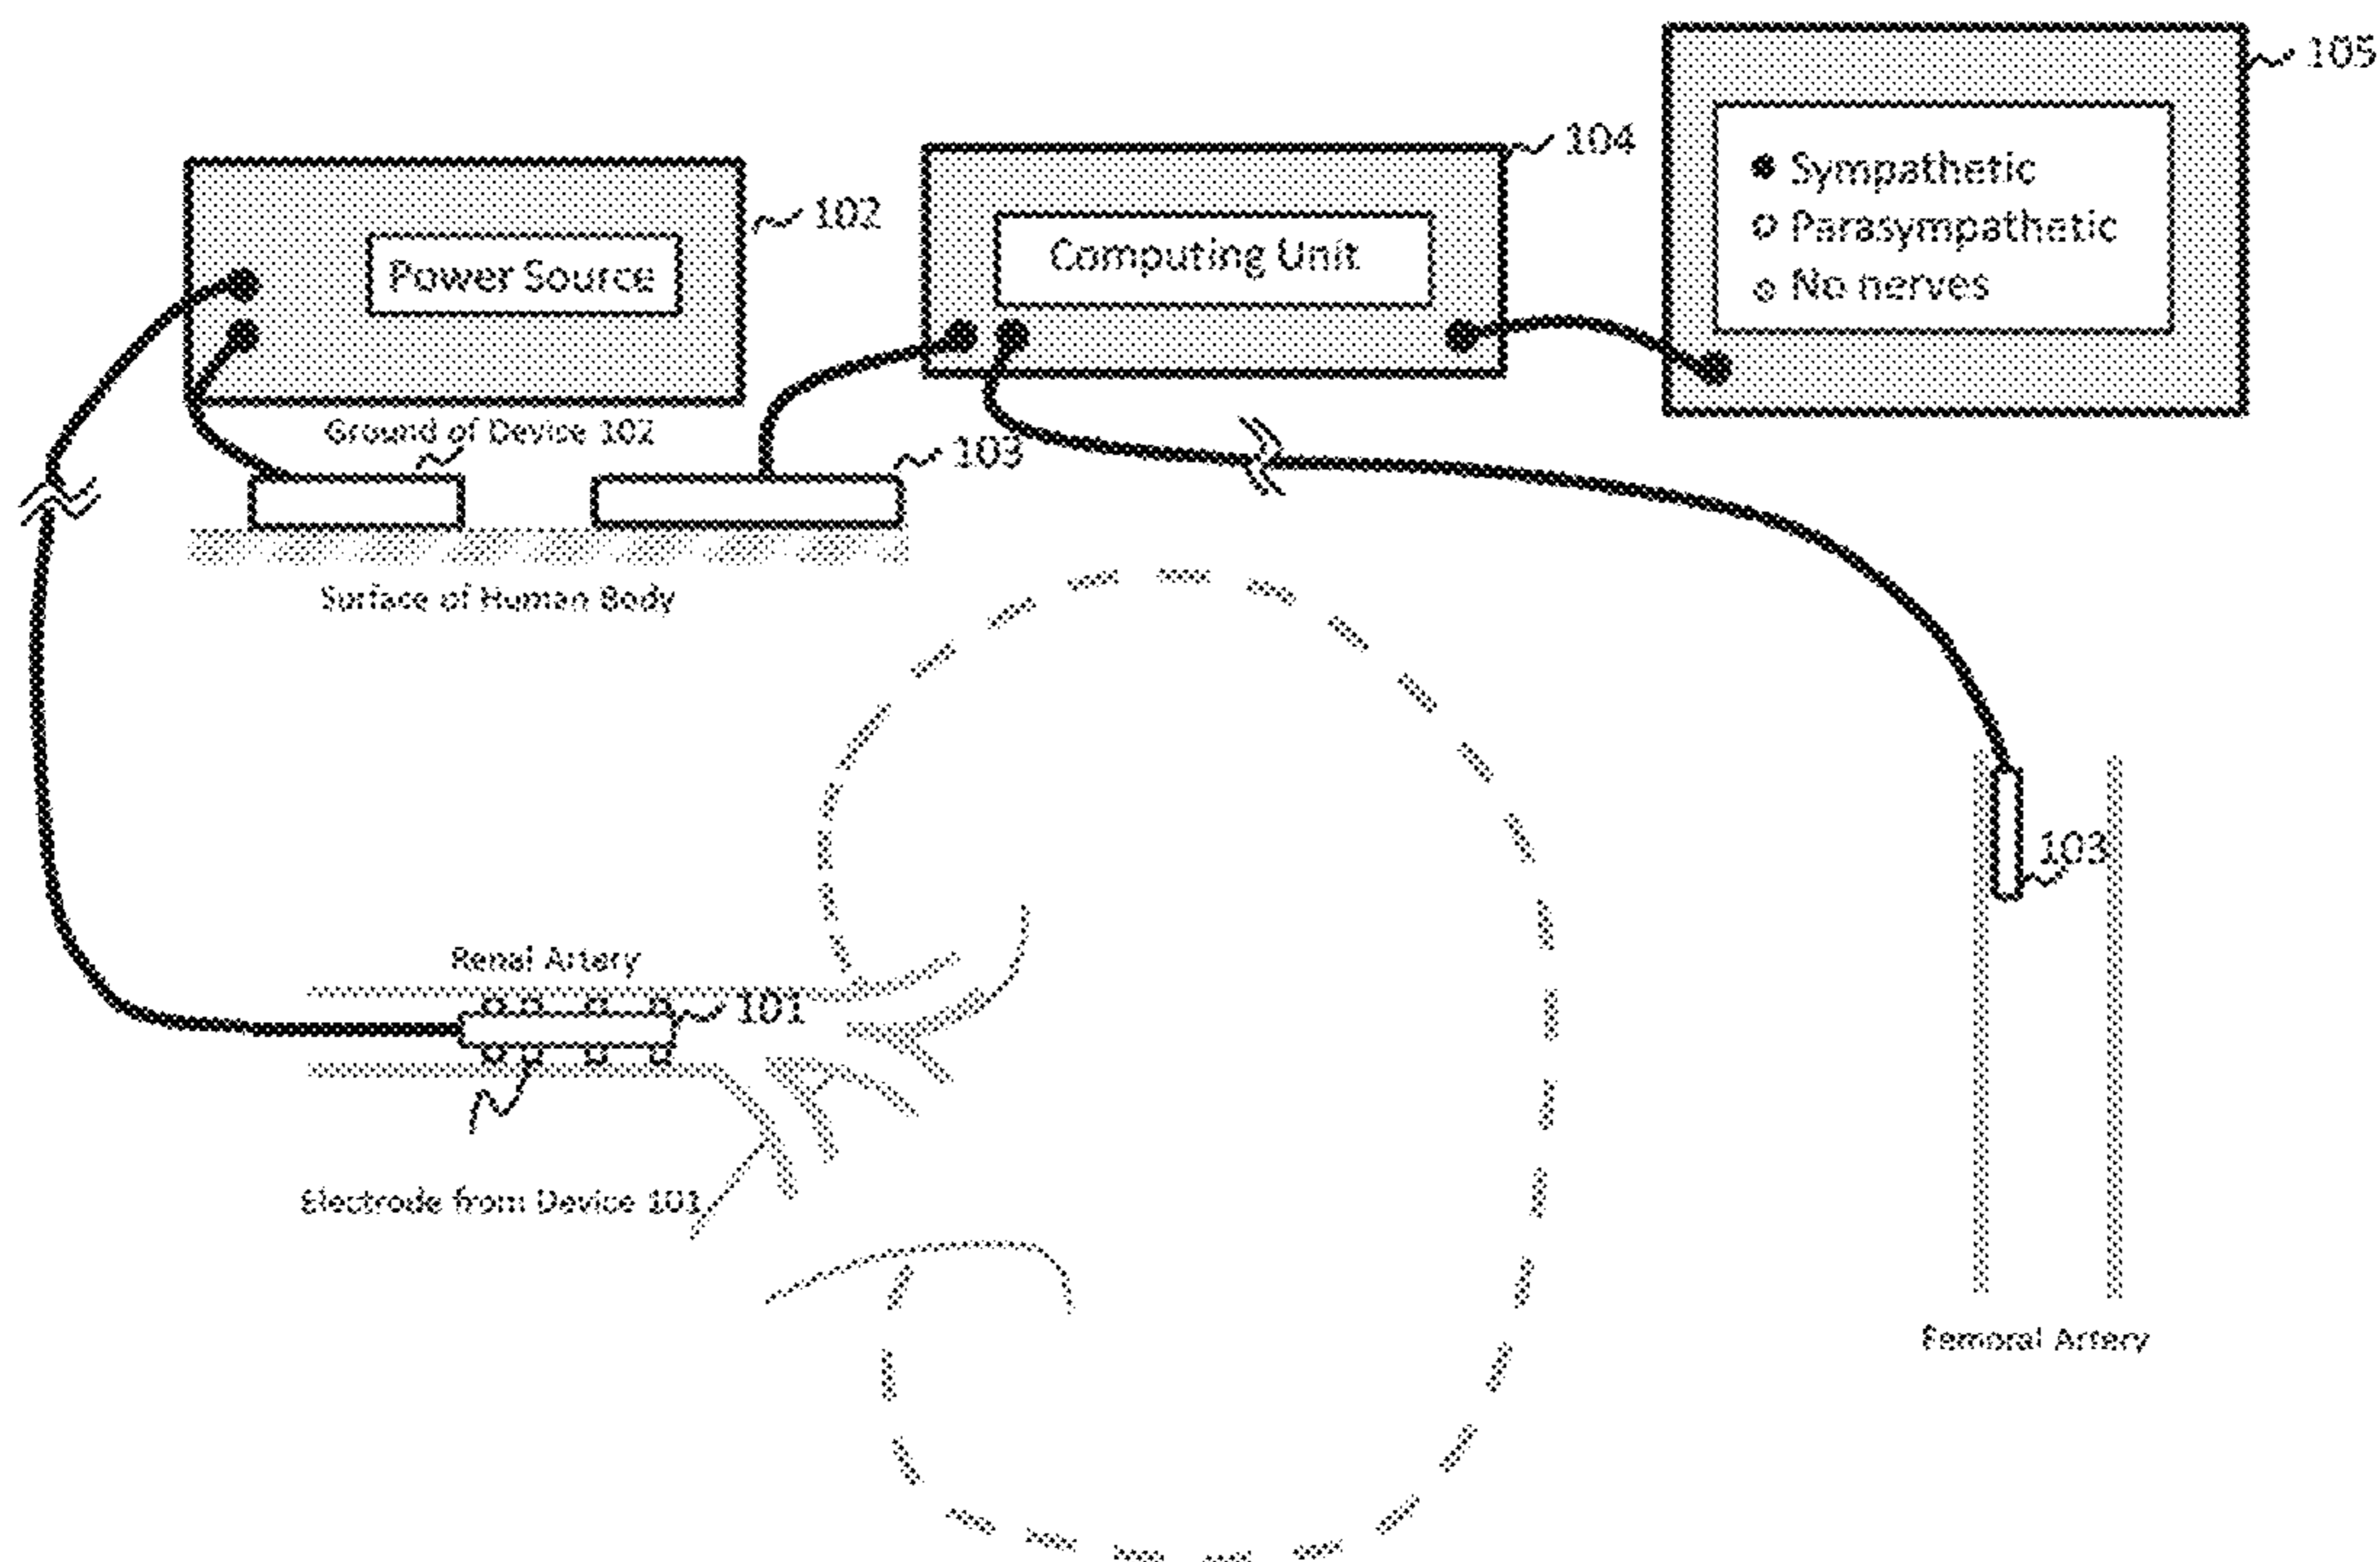 105
104
102
Sympathetic
Parasympathetic
No nerves
Power Source
Computing Unit
Ground of Device 102
103
Surface of Human Body
103
Renal Artery
101
Electrode from Device 101
Femoral Artery